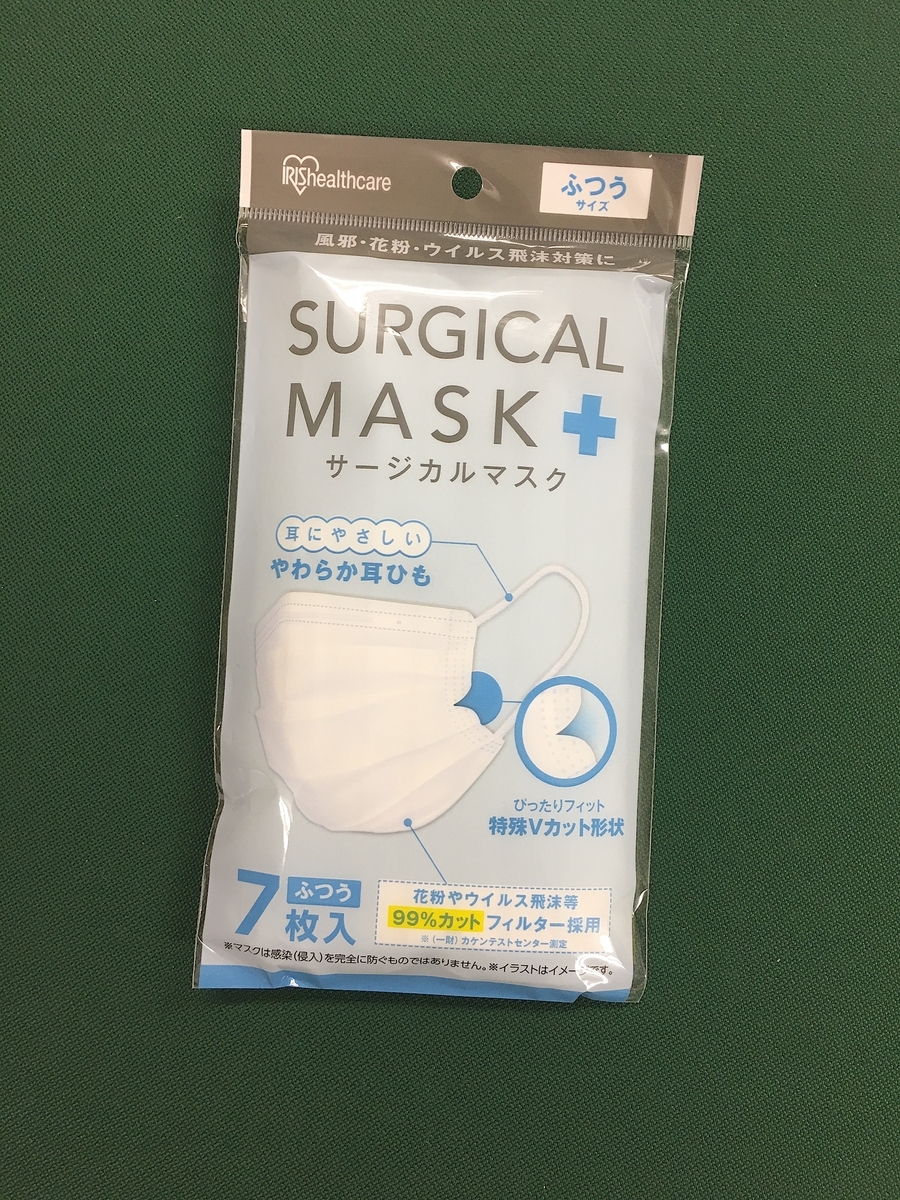 IRIShealthcare
ふつう
サイズ
風邪・花粉・ウイルス飛沫対策に
SURGICAL
MASK
サージカルマスク
耳にやさしい
やわらか耳ひも
ぴったりフィット
特殊Vカット形状
7
ふつう
枚入
花粉やウイルス飛沫等
99%カット フィルター採用
※(一財)カケンテストセンター測定
※マスクは感染(侵入)を完全に防ぐものではありません。※イラストはイメージです。